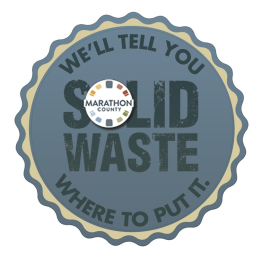 WE'LL TELL YOU
SOLID
MARATHON
COUNTY
WASTE
WHERE TO PUT IT.